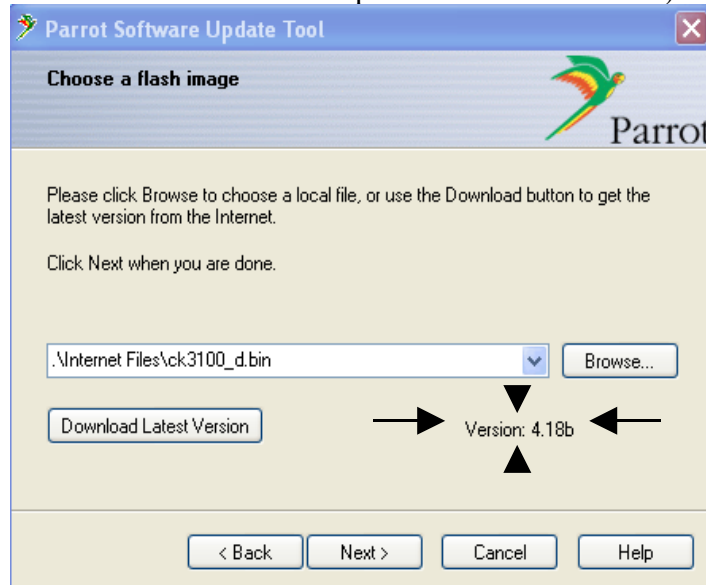 Parrot Software Update Tool
Choose a flash image
Parrot
Please click Browse to choose a local file, or use the Download button to get the
latest version from the Internet.
Click Next when you are done.
.\Internet Files\ck3100_d.bin
Browse...
Download Latest Version
Version: 4.18b
< Back
Next >
Cancel
Help